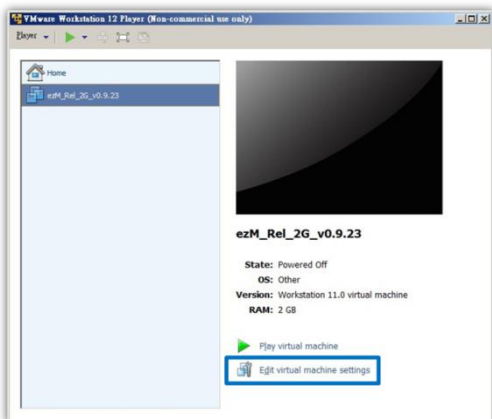 VMware Workstation 12 Player (Non-commercial use only)
Player
Home
ezM_Rel_2G_v0.9.23
ezM_Rel_2G_v0.9.23
State: Powered Off
OS: Other
Version: Workstation 11.0 virtual machine
RAM: 2 GB
Play virtual machine
Edit virtual machine settings